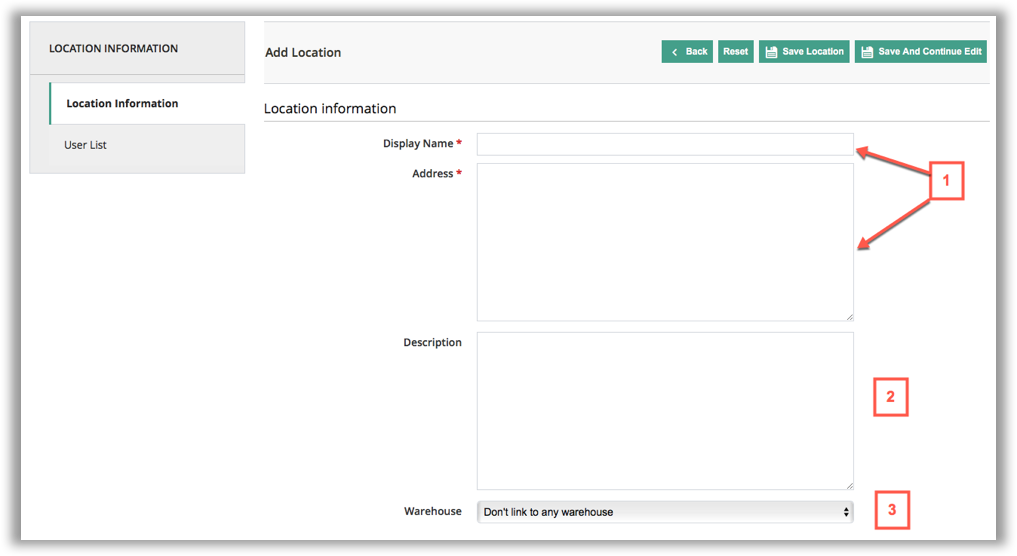 LOCATION INFORMATION
Location Information
User List
Add Location
Back
Reset
Save Location
Save And Continue Edit
Location information
Display Name *
Address *
1
Description
2
Warehouse
Don't link to any warehouse
3